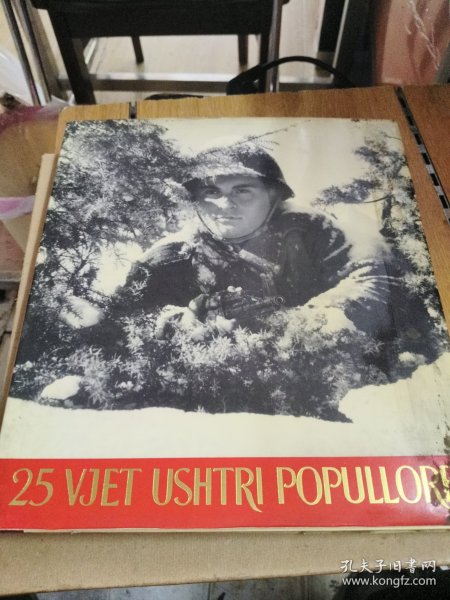 25 VJET USHTRI POPULLORE
孔夫子旧书网
www.kongfz.com